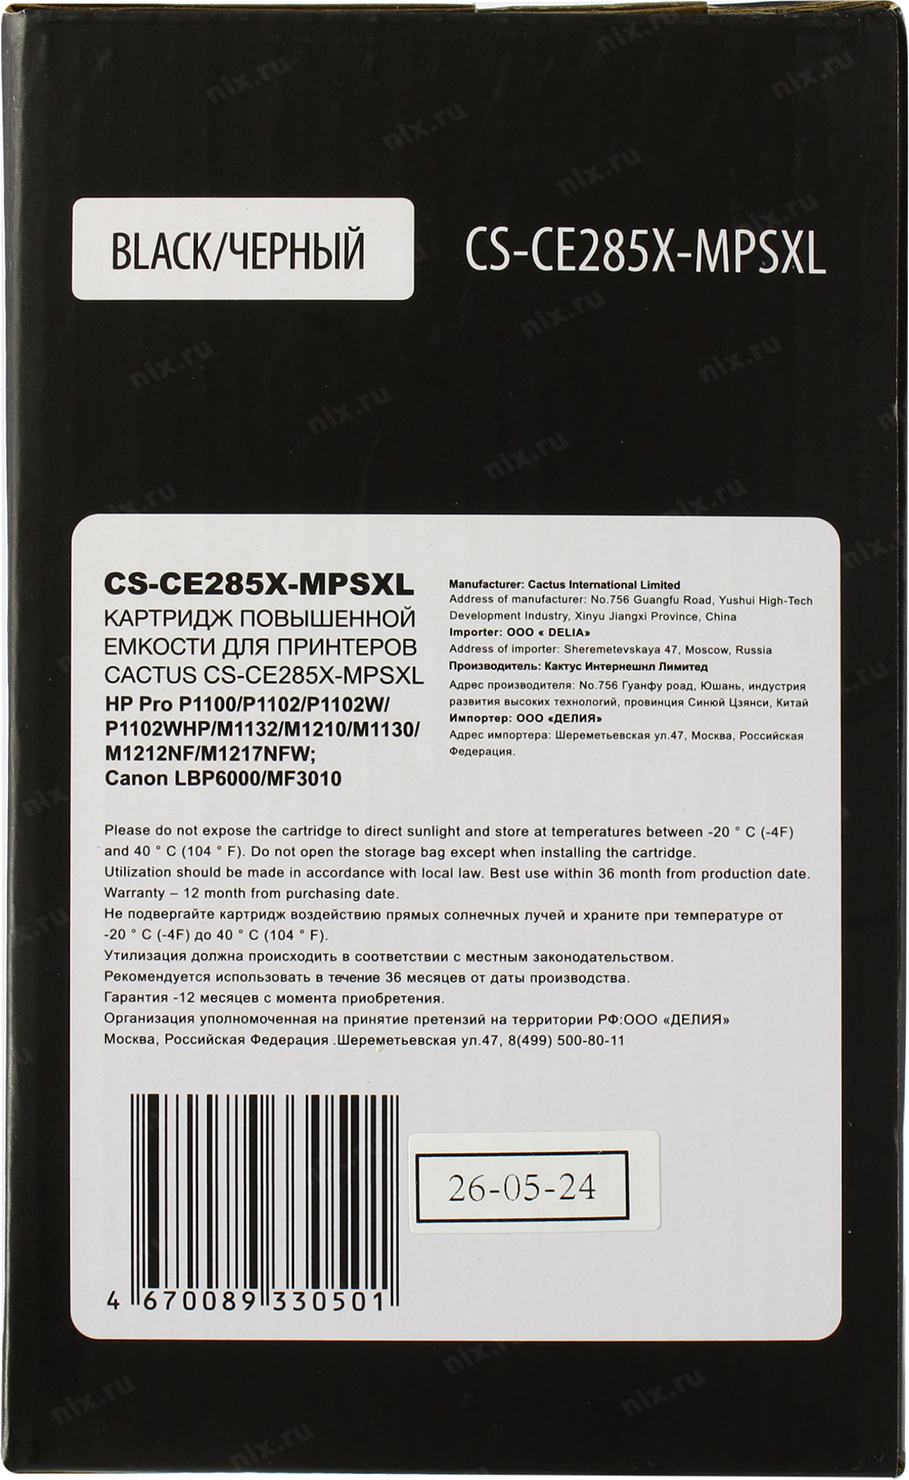 BLACK/ЧЕРНЫЙ
CS-CE285X-MPSXL
CS-CE285X-MPSXL
КАРТРИДЖ ПОВЫШЕННОЙ
ЕМКОСТИ ДЛЯ ПРИНТЕРОВ
CACTUS CS-CE285X-MPSXL
HP Pro P1100/P1102/P1102W/
P1102WHP/M1132/M1210/M1130/
M1212NF/M1217NFW;
Canon LBP6000/MF3010
Manufacturer: Cactus International Limited
Address of manufacturer: No.756 Guangfu Road, Yushui High-Tech
Development Industry, Xinyu Jiangxi Province, China
Importer: ООО « DELIA»
Address of importer: Sheremetevskaya 47, Moscow, Russia
Производитель: Кактус Интернешнл Лимитед
Адрес производителя: No.756 Гуанфу роад, Юшань, индустрия
развития высоких технологий, провинция Синюй Цзянси, Китай
Импортер: ООО «ДЕЛИЯ»
Адрес импортера: Шереметьевская ул.47, Москва, Российская
Федерация.
Please do not expose the cartridge to direct sunlight and store at temperatures between -20 ° C (-4F)
and 40 ° C (104 ° F). Do not open the storage bag except when installing the cartridge.
Utilization should be made in accordance with local law. Best use within 36 month from production date.
Warranty – 12 month from purchasing date.
Не подвергайте картридж воздействию прямых солнечных лучей и храните при температуре от
-20 ° C (-4F) до 40 ° C (104 ° F).
Утилизация должна происходить в соответствии с местным законодательством.
Рекомендуется использовать в течение 36 месяцев от даты производства.
Гарантия -12 месяцев с момента приобретения.
Организация уполномоченная на принятие претензий на территории РФ:ООО «ДЕЛИЯ»
Москва, Российская Федерация .Шереметьевская ул.47, 8(499) 500-80-11
26-05-24
4 670089 330501
nix.ru